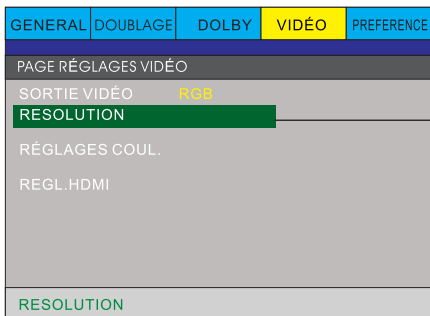 GENERAL DOUBLAGE DOLBY VIDÉO PREFERENCE
PAGE RÉGLAGES VIDÉO
SORTIE VIDÉO RGB
RESOLUTION
RÉGLAGES COUL.
REGL.HDMI
RESOLUTION